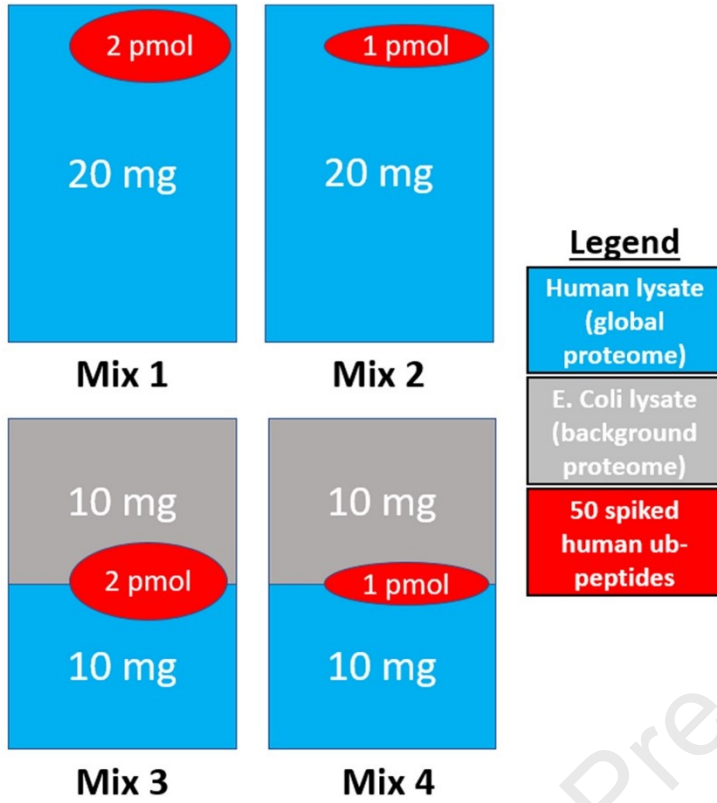 2 pmol
1 pmol
20 mg
20 mg
Mix 1
Mix 2
Legend
Human lysate
(global
proteome)
E. Coli lysate
(background
proteome)
50 spiked
human ub-
peptides
10 mg
10 mg
2 pmol
1 pmol
10 mg
10 mg
Mix 3
Mix 4
Pre